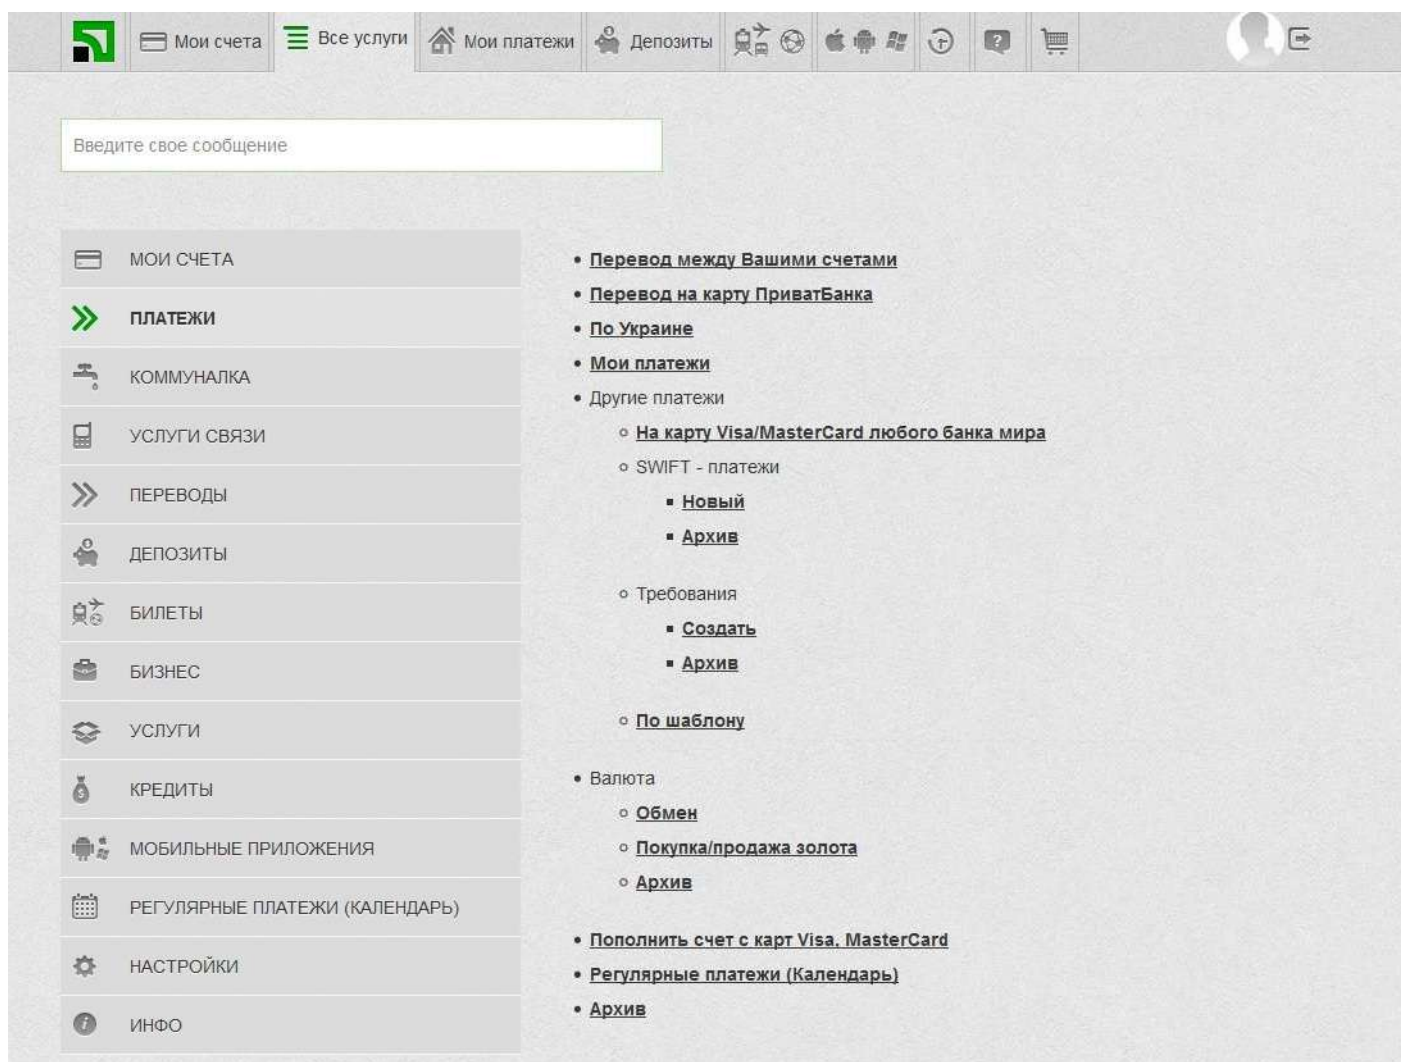 Мои счета
Все услуги
Мои платежи
Депозиты
Введите свое сообщение
МОИ СЧЕТА
ПЛАТЕЖИ
КОММУНАЛКА
УСЛУГИ СВЯЗИ
ПЕРЕВОДЫ
ДЕПОЗИТЫ
БИЛЕТЫ
БИЗНЕС
УСЛУГИ
КРЕДИТЫ
МОБИЛЬНЫЕ ПРИЛОЖЕНИЯ
РЕГУЛЯРНЫЕ ПЛАТЕЖИ (КАЛЕНДАРЬ)
НАСТРОЙКИ
ИНФО
Перевод между Вашими счетами
Перевод на карту ПриватБанка
По Украине
Мои платежи
Другие платежи
На карту Visa/MasterCard любого банка мира
SWIFT - платежи
Новый
Архив
Требования
Создать
Архив
По шаблону
Валюта
Обмен
Покупка/продажа золота
Архив
Пополнить счет с карт Visa, MasterCard
Регулярные платежи (Календарь)
Архив